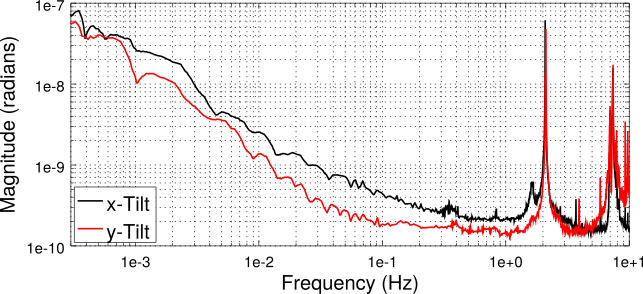 1e-7
1e-8
1e-9
1e-10
Magnitude (radians)
x-Tilt
y-Tilt
1e-3
1e-2
1e-1
1e+0
1e+1
Frequency (Hz)